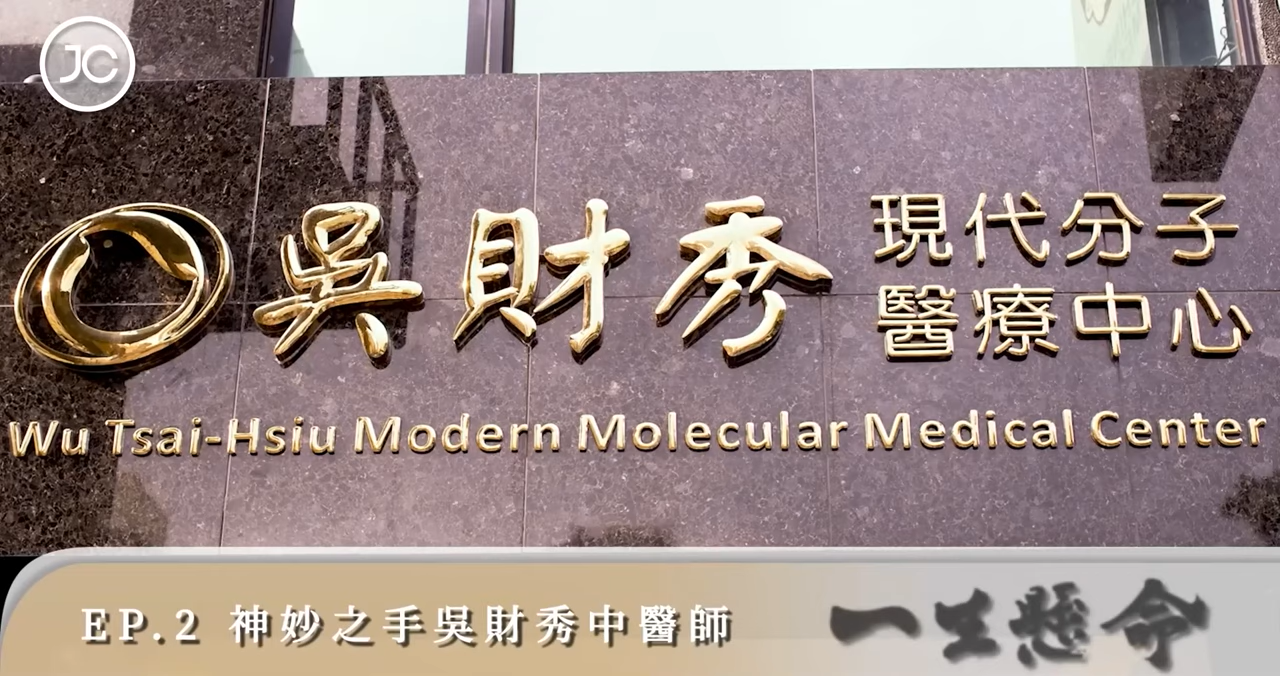 JC
吳財秀
現代分子
醫療中心
Wu Tsai-Hsiu Modern Molecular Medical Center
EP.2 神妙之手吳財秀中醫師
一生懸命